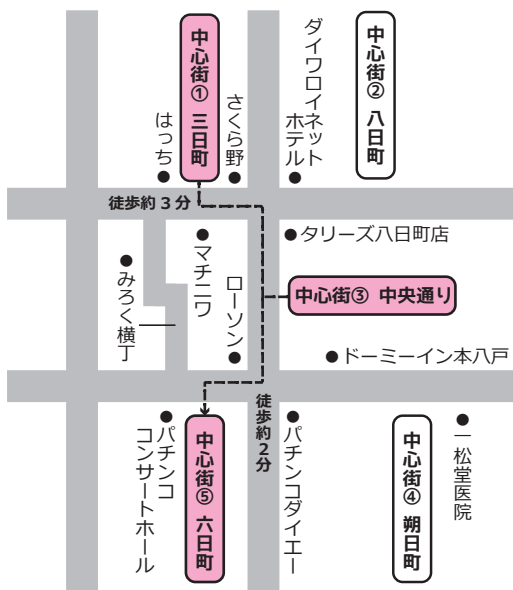 中心街① 三日町
中心街② 八日町
ダイワロイネット
ホテル
さくら野
はっち
徒歩約3分
マチニワ
タリーズ八日町店
みろく横丁
ローソン
中心街③ 中央通り
ドーミーイン本八戸
徒歩約2分
パチンコ
コンサートホール
中心街⑤ 六日町
パチンコダイエー
中心街④ 朔日町
一松堂医院